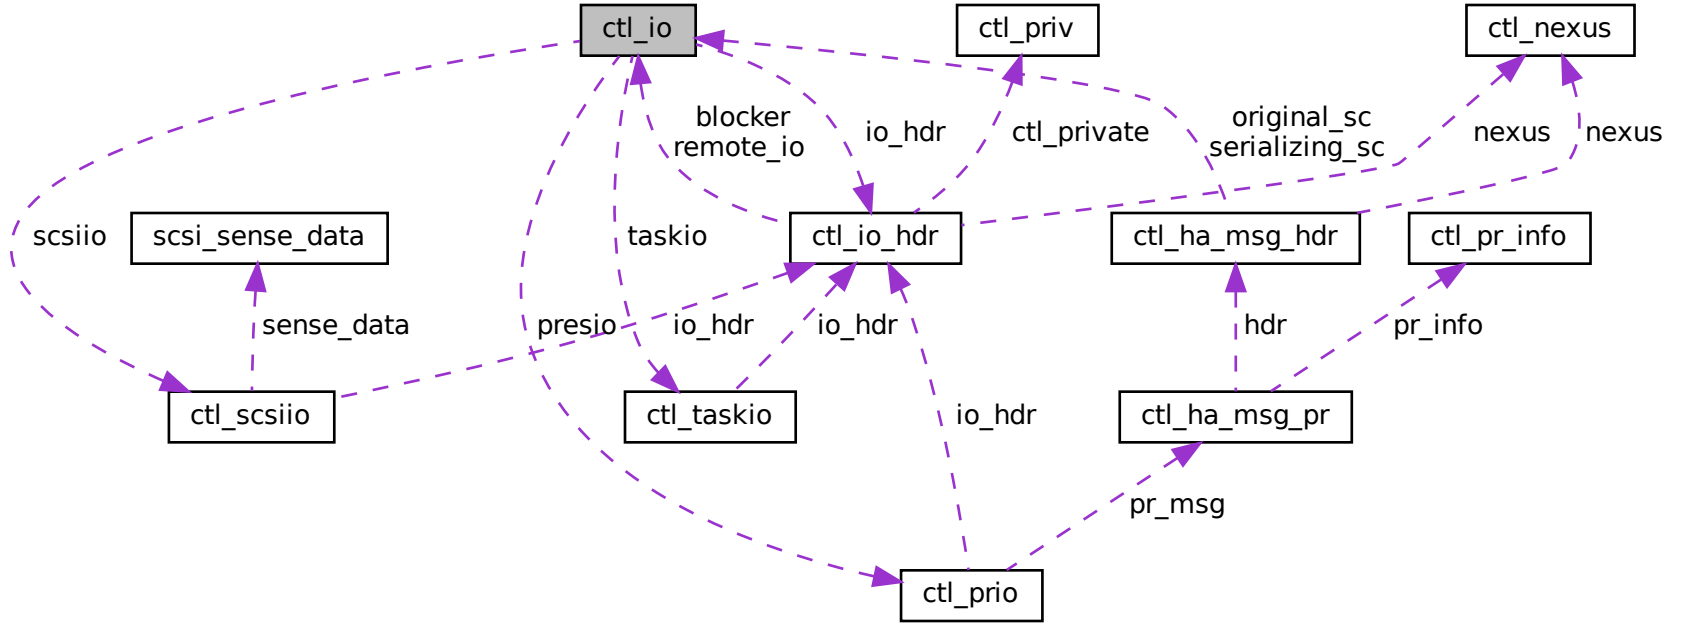 ctl_io
ctl_priv
ctl_nexus
blocker
remote_io
io_hdr
ctl_private
original_sc
serializing_sc
nexus
nexus
scsiio
scsi_sense_data
taskio
ctl_io_hdr
ctl_ha_msg_hdr
ctl_pr_info
sense_data
presio
io_hdr
io_hdr
hdr
pr_info
ctl_scsiio
ctl_taskio
io_hdr
ctl_ha_msg_pr
pr_msg
ctl_prio